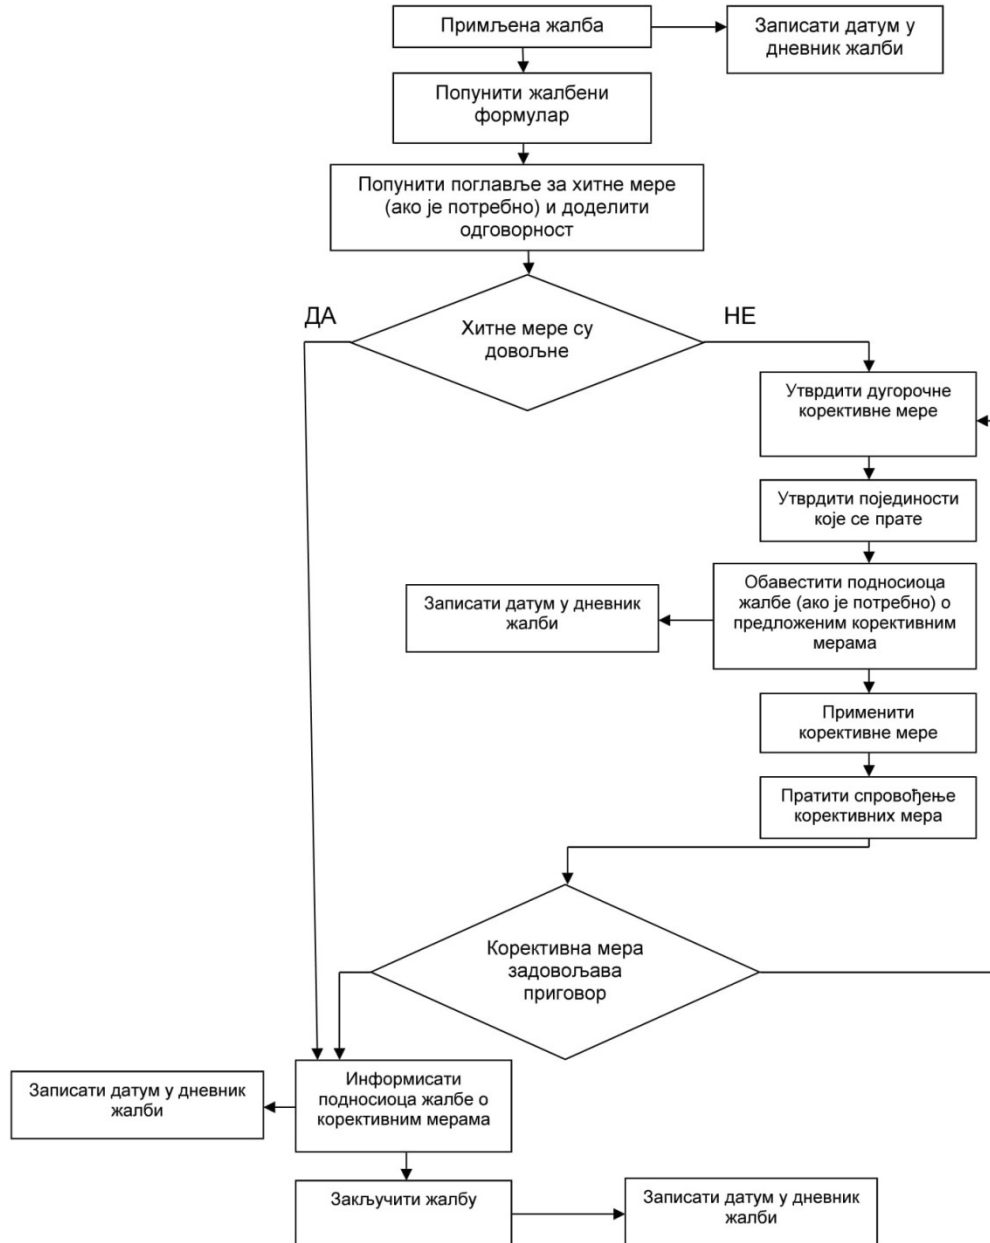 Примљена жалба
Записати датум у
дневник жалби
Попунити жалбени
формулар
Попунити поглавље за хитне мере
(ако је потребно) и доделити
одговорност
ДА
НЕ
Хитне мере су
довољне
Утврдити дугорочне
корективне мере
Утврдити појединости
које се прате
Обавестити подносиоца
жалбе (ако је потребно) о
предложеним корективним
мерама
Записати датум у дневник
жалби
Применити
корективне мере
Пратити спровођење
корективних мера
Корективна мера
задовољава
приговор
Информисати
подносиоца жалбе о
корективним мерама
Записати датум у дневник
жалби
Закључити жалбу
Записати датум у дневник
жалби